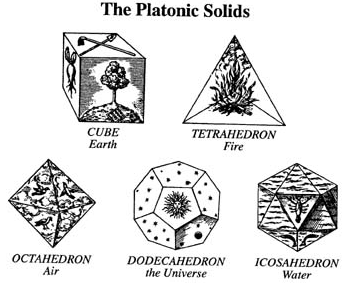 The Platonic Solids
CUBE
Earth
TETRAHEDRON
Fire
OCTAHEDRON
Air
DODECAHEDRON
the Universe
ICOSAHEDRON
Water